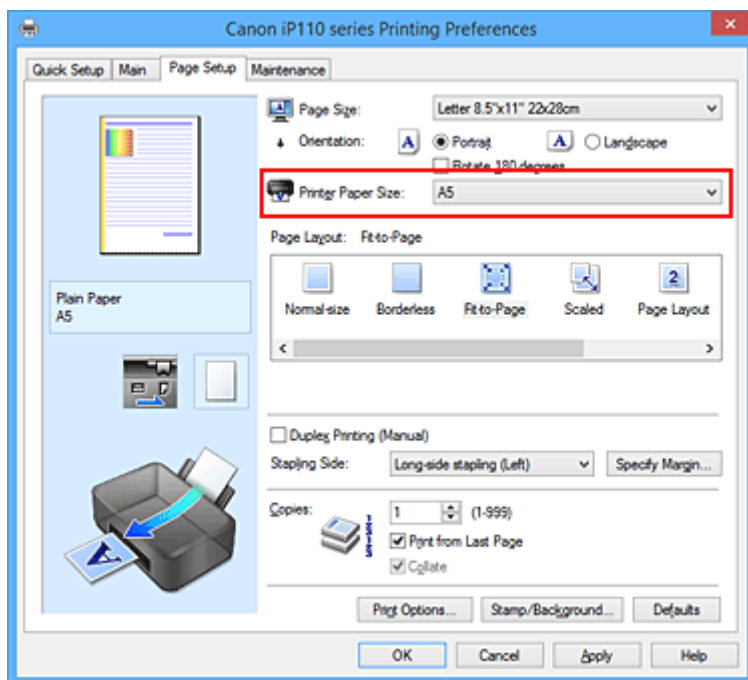 Canon iP110 series Printing Preferences
Quick Setup Main Page Setup Maintenance
Page Size: Letter 8.5"x11" 22x28cm
Orientation: A Portrait A Landscape
Rotate 180 degrees
Printer Paper Size: A5
Page Layout: Fit-to-Page
Normal-size Borderless Fit-to-Page Scaled Page Layout
Plain Paper
A5
Duplex Printing (Manual)
Stapling Side: Long-side stapling (Left) Specify Margin...
Copies: 1 (1-999)
Print from Last Page
Collate
Print Options... Stamp/Background... Defaults
OK Cancel Apply Help